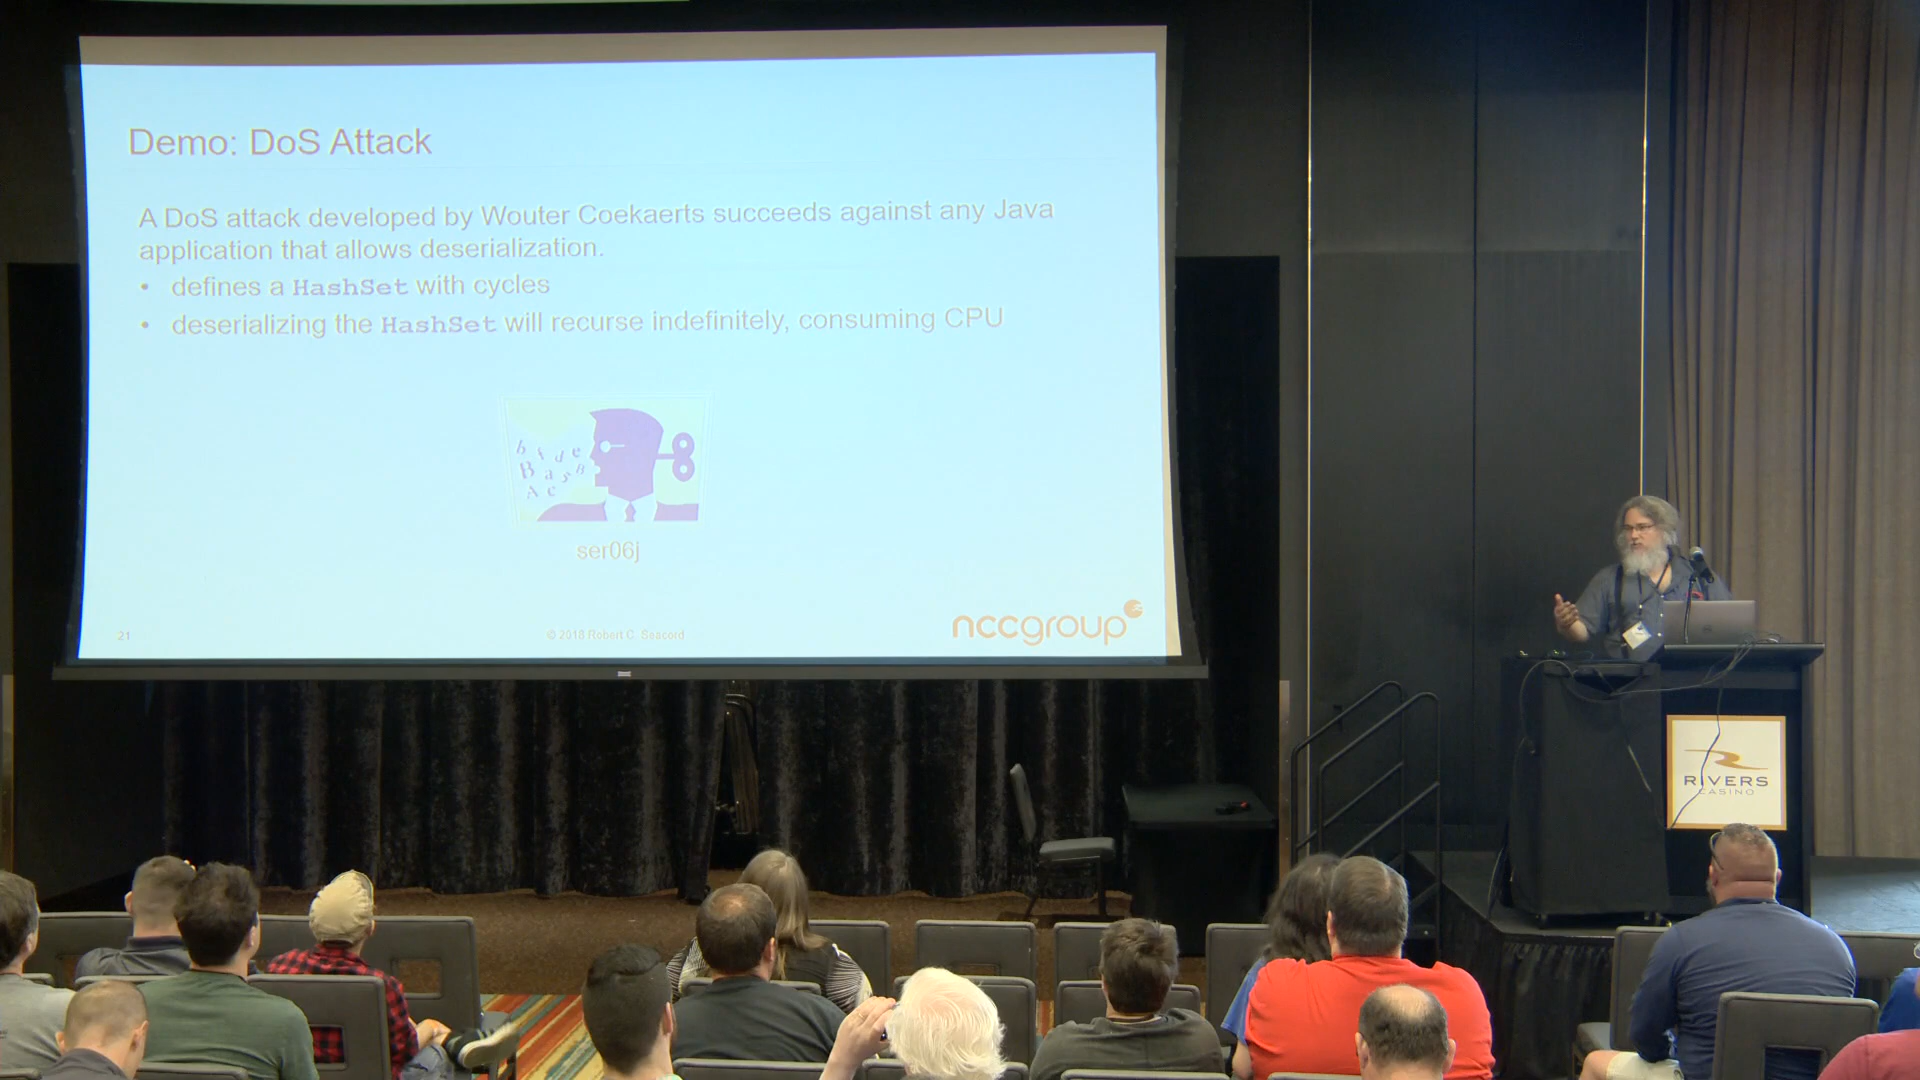 Demo: DoS Attack
A DoS attack developed by Wouter Coekaerts succeeds against any Java
application that allows deserialization.
• defines a HashSet with cycles
• deserializing the HashSet will recurse indefinitely, consuming CPU
b f d e
B a s B
A c
ser06j
21
© 2018 Robert C. Seacord
nccgroup
RIVERS
CASINO